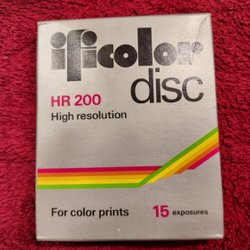 ificolor
disc
HR 200
High resolution
For color prints
15 exposures